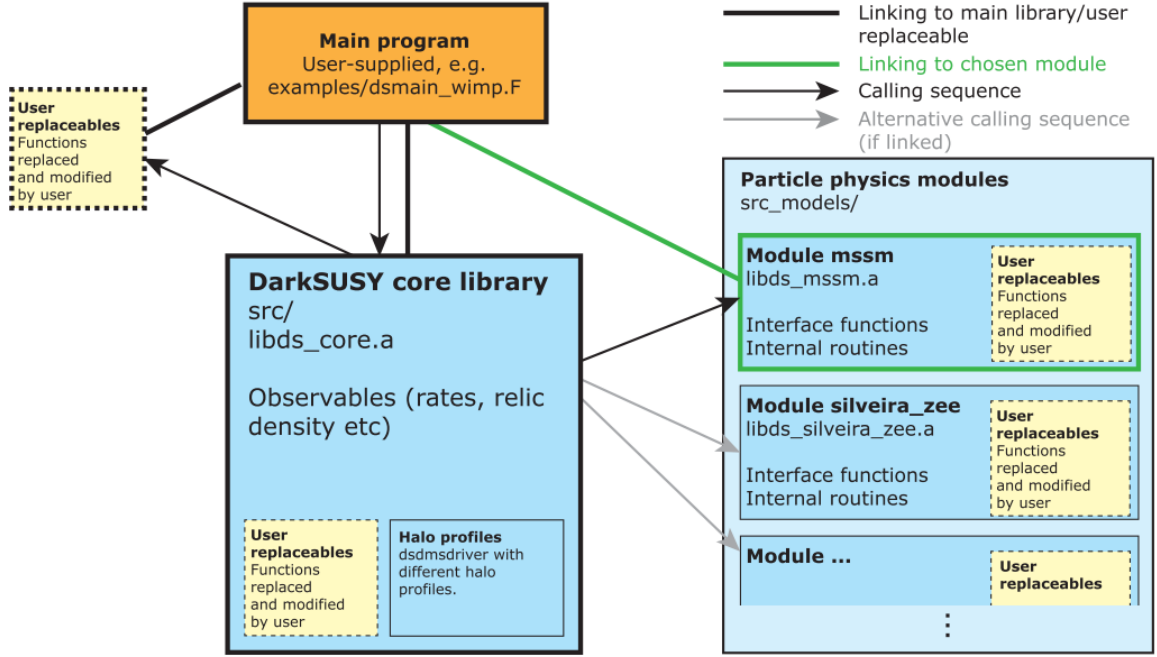 Main program
User-supplied, e.g.
examples/dsmain_wimp.F
Linking to main library/user
replaceable
Linking to chosen module
Calling sequence
Alternative calling sequence
(if linked)
User
replaceables
Functions
replaced
and modified
by user
DarkSUSY core library
src/
libds_core.a
Observables (rates, relic
density etc)
User
replaceables
Functions
replaced
and modified
by user
Halo profiles
dsdmsdriver with
different halo
profiles.
Particle physics modules
src_models/
Module mssm
libds_mssm.a
Interface functions
Internal routines
User
replaceables
Functions
replaced
and modified
by user
Module silveira_zee
libds_silveira_zee.a
Interface functions
Internal routines
User
replaceables
Functions
replaced
and modified
by user
Module ...
User
replaceables
⋮